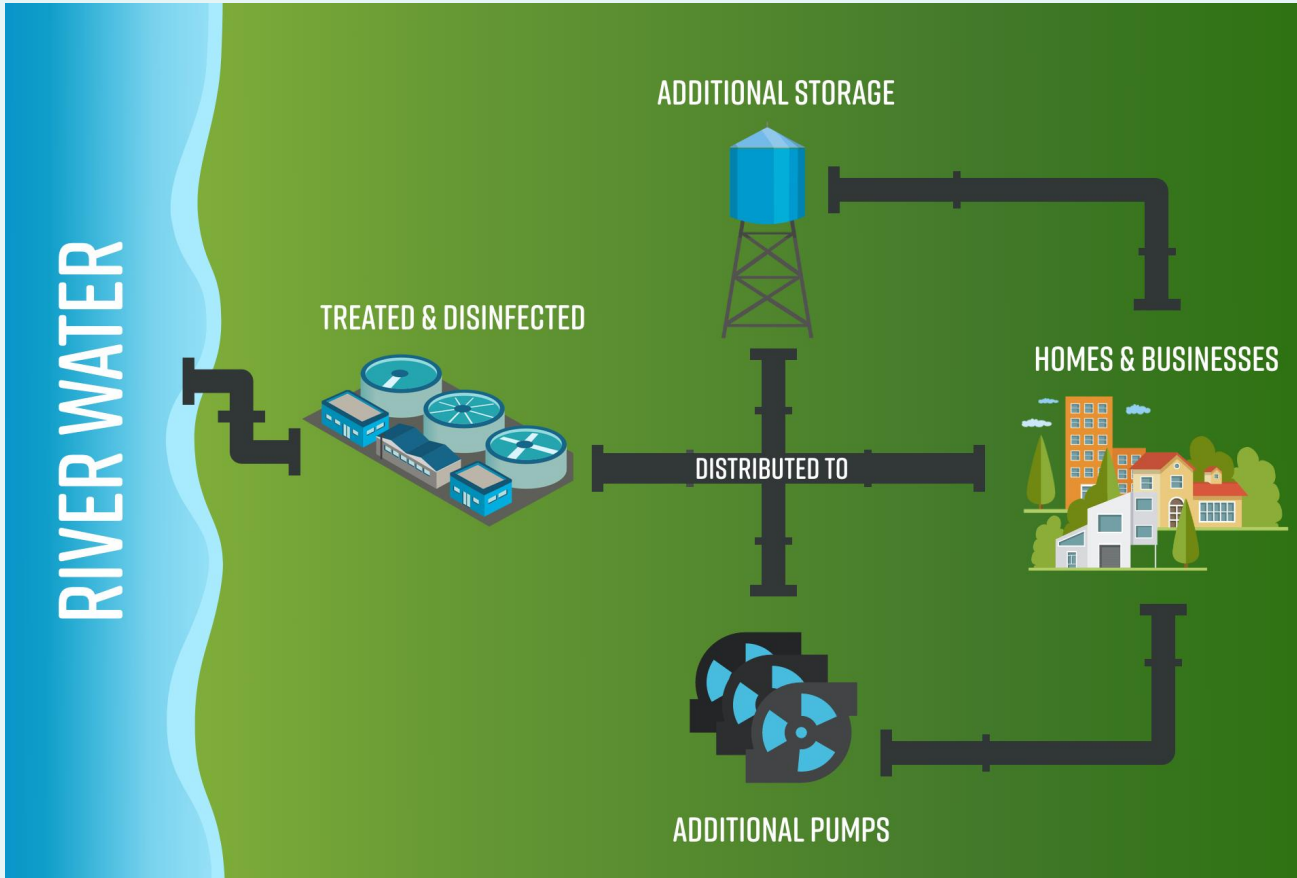 RIVER WATER
TREATED & DISINFECTED
ADDITIONAL STORAGE
DISTRIBUTED TO
HOMES & BUSINESSES
ADDITIONAL PUMPS